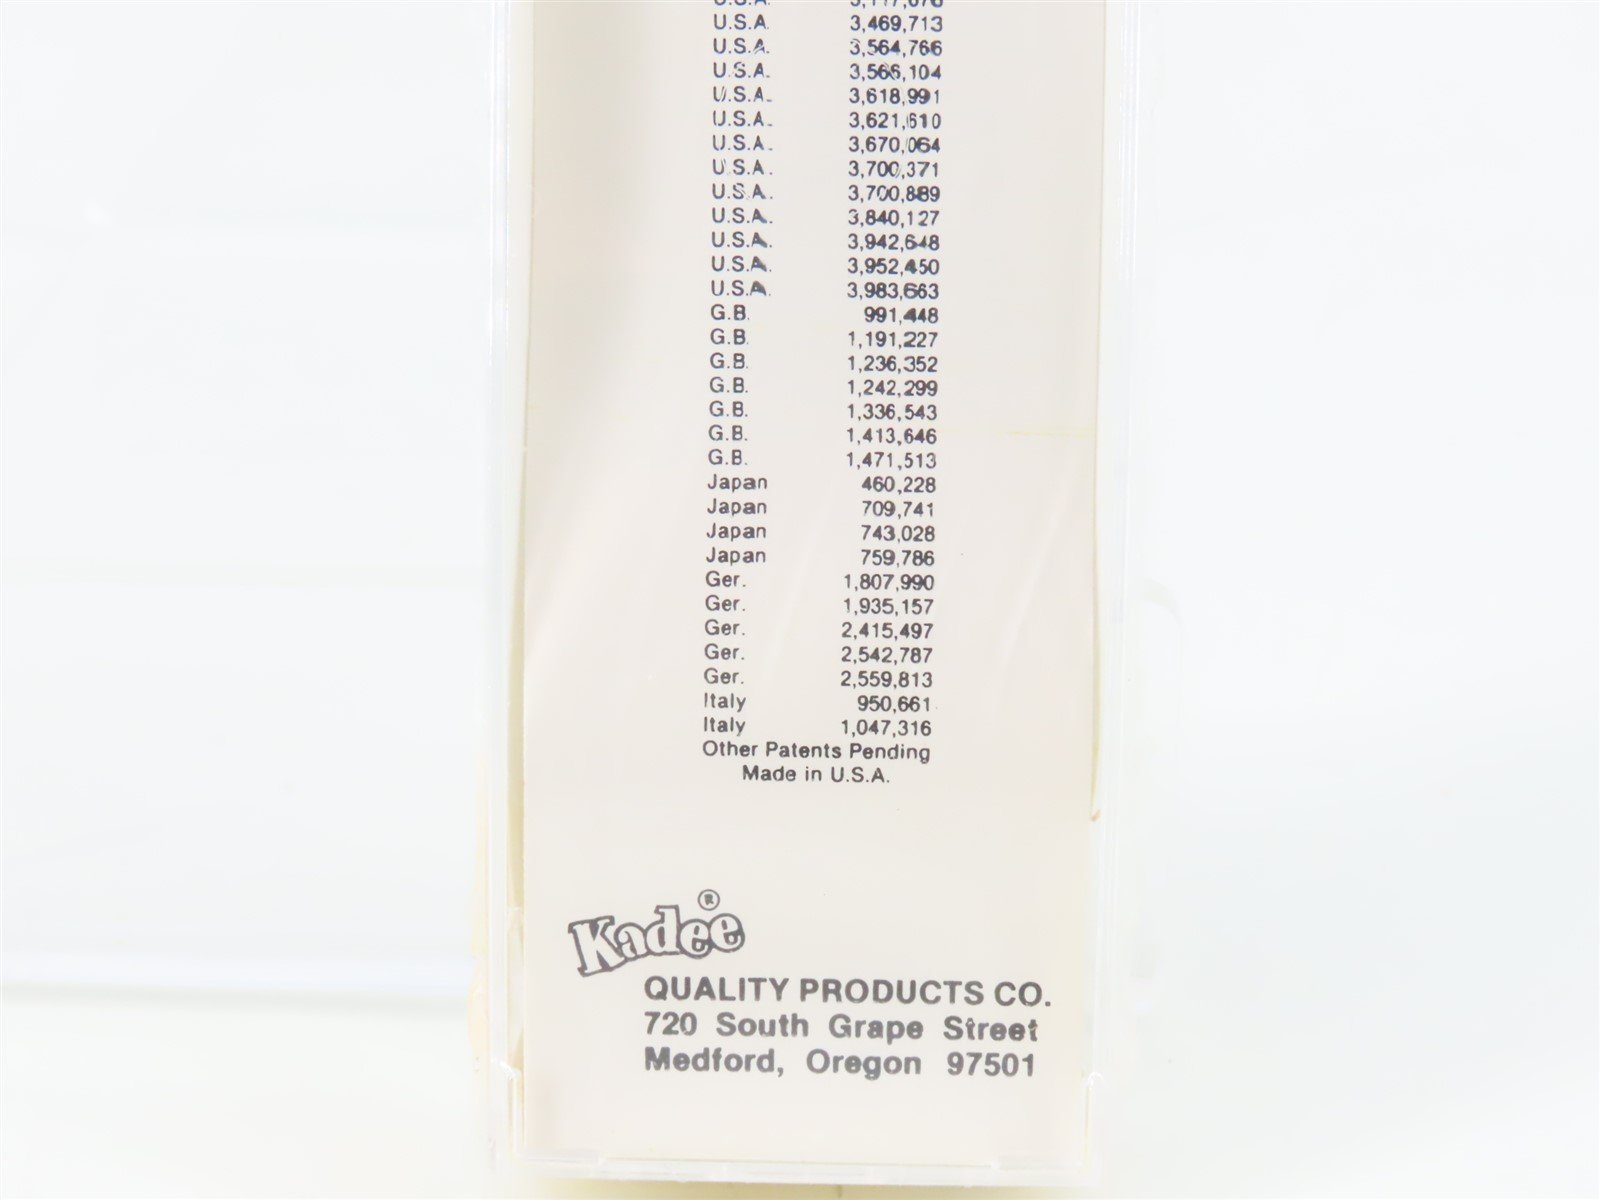 U.S.A. 3,117,076
U.S.A. 3,469,713
U.S.A. 3,564,766
U.S.A. 3,566,104
U.S.A. 3,618,991
U.S.A. 3,621,610
U.S.A. 3,670,064
U.S.A. 3,700,371
U.S.A. 3,700,889
U.S.A. 3,840,127
U.S.A. 3,942,648
U.S.A. 3,952,450
U.S.A. 3,983,663
G.B. 991,448
G.B. 1,191,227
G.B. 1,236,352
G.B. 1,242,299
G.B. 1,336,543
G.B. 1,413,646
G.B. 1,471,513
Japan 460,228
Japan 709,741
Japan 743,028
Japan 759,786
Ger. 1,807,990
Ger. 1,935,157
Ger. 2,415,497
Ger. 2,542,787
Ger. 2,559,813
Italy 950,661
Italy 1,047,316
Other Patents Pending
Made in U.S.A.
Kadee®
QUALITY PRODUCTS CO.
720 South Grape Street
Medford, Oregon 97501